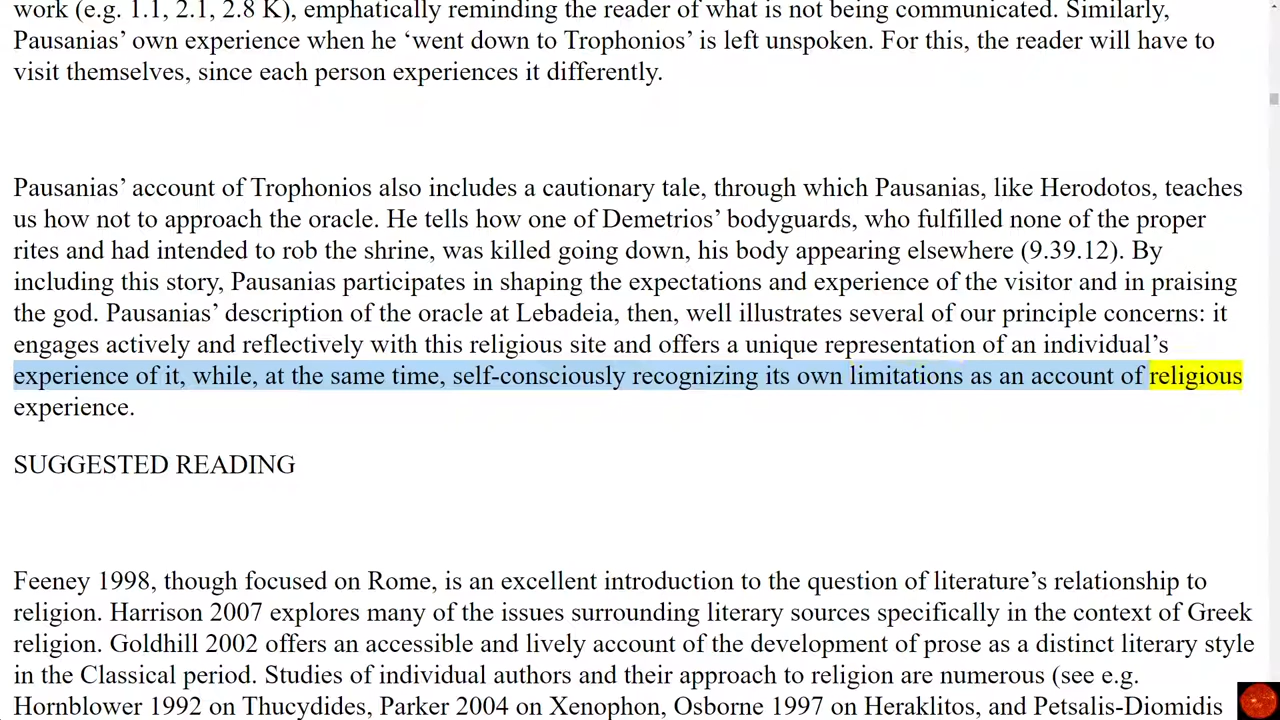 work (e.g. 1.1, 2.1, 2.8 K), emphatically reminding the reader of what is not being communicated. Similarly,
Pausanias’ own experience when he ‘went down to Trophonios’ is left unspoken. For this, the reader will have to
visit themselves, since each person experiences it differently.
Pausanias’ account of Trophonios also includes a cautionary tale, through which Pausanias, like Herodotos, teaches
us how not to approach the oracle. He tells how one of Demetrios’ bodyguards, who fulfilled none of the proper
rites and had intended to rob the shrine, was killed going down, his body appearing elsewhere (9.39.12). By
including this story, Pausanias participates in shaping the expectations and experience of the visitor and in praising
the god. Pausanias’ description of the oracle at Lebadeia, then, well illustrates several of our principle concerns: it
engages actively and reflectively with this religious site and offers a unique representation of an individual’s
experience of it, while, at the same time, self-consciously recognizing its own limitations as an account of religious
experience.
SUGGESTED READING
Feeney 1998, though focused on Rome, is an excellent introduction to the question of literature’s relationship to
religion. Harrison 2007 explores many of the issues surrounding literary sources specifically in the context of Greek
religion. Goldhill 2002 offers an accessible and lively account of the development of prose as a distinct literary style
in the Classical period. Studies of individual authors and their approach to religion are numerous (see e.g.
Hornblower 1992 on Thucydides, Parker 2004 on Xenophon, Osborne 1997 on Heraklitos, and Petsalis-Diomidis